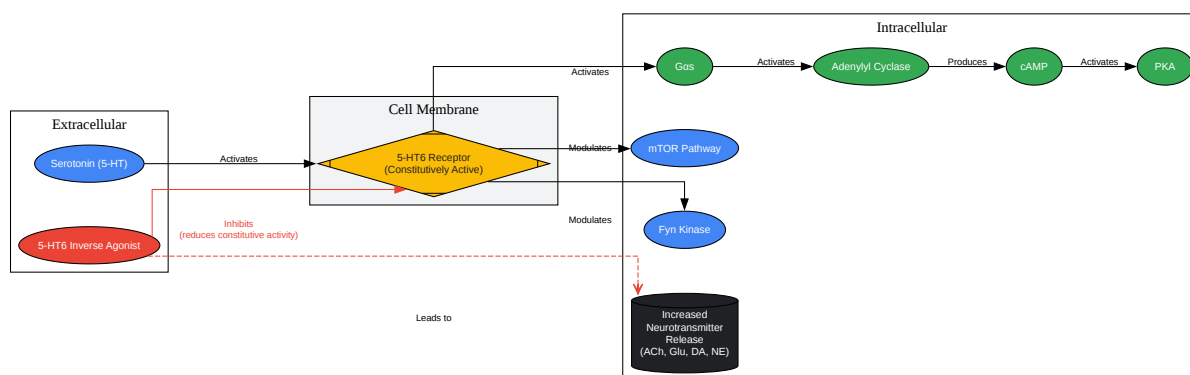 Intracellular
Activates
Gαs
Activates
Adenylyl Cyclase
Produces
cAMP
Activates
PKA
Cell Membrane
Extracellular
Serotonin (5-HT)
Activates
5-HT6 Receptor
(Constitutively Active)
Modulates
mTOR Pathway
Inhibits
(reduces constitutive activity)
Modulates
Fyn Kinase
5-HT6 Inverse Agonist
Leads to
Increased
Neurotransmitter
Release
(ACh, Glu, DA, NE)